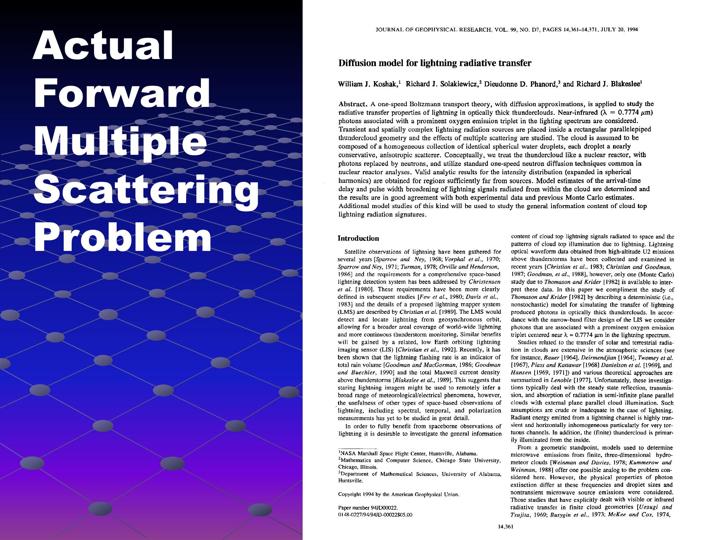 Actual
Forward
Multiple
Scattering
Problem
JOURNAL OF GEOPHYSICAL RESEARCH, VOL. 99, NO. D7, PAGES 14,361-14,371, JULY 20, 1994
Diffusion model for lightning radiative transfer
William J. Koshak,¹ Richard J. Solakiewicz,² Dieudonne D. Phanord,³ and Richard J. Blakeslee¹
Abstract. A one-speed Boltzmann transport theory, with diffusion approximations, is applied to study the
radiative transfer properties of lightning in optically thick thunderclouds. Near-infrared (λ = 0.7774 μm)
photons associated with a prominent oxygen emission triplet in the lighting spectrum are considered.
Transient and spatially complex lightning radiation sources are placed inside a rectangular parallelepiped
thundercloud geometry and the effects of multiple scattering are studied. The cloud is assumed to be
composed of a homogeneous collection of identical spherical water droplets, each droplet a nearly
conservative, anisotropic scatterer. Conceptually, we treat the thundercloud like a nuclear reactor, with
photons replaced by neutrons, and utilize standard one-speed neutron diffusion techniques common in
nuclear reactor analyses. Valid analytic results for the intensity distribution (expanded in spherical
harmonics) are obtained for regions sufficiently far from sources. Model estimates of the arrival-time
delay and pulse width broadening of lightning signals radiated from within the cloud are determined and
the results are in good agreement with both experimental data and previous Monte Carlo estimates.
Additional model studies of this kind will be used to study the general information content of cloud top
lightning radiation signatures.
Introduction
Satellite observations of lightning have been gathered for
several years [Sparrow and Ney, 1968; Vorphal et al., 1970;
Sparrow and Ney, 1971; Turman, 1978; Orville and Henderson,
1986] and the requirements for a comprehensive space-based
lightning detection system has been addressed by Christensen
et al. [1980]. These requirements have been more clearly
defined in subsequent studies [Few et al., 1980; Davis et al.,
1983] and the details of a proposed lightning mapper system
(LMS) are described by Christian et al. [1989]. The LMS would
detect and locate lightning from geosynchronous orbit,
allowing for a broader areal coverage of world-wide lightning
and more continuous thunderstorm monitoring. Similar benefits
will be gained by a related, low Earth orbiting lightning
imaging sensor (LIS) [Christian et al., 1992]. Recently, it has
been shown that the lightning flashing rate is an indicator of
total rain volume [Goodman and MacGorman, 1986; Goodman
and Buechler, 1990] and the total Maxwell current density
above thunderstorms [Blakeslee et al., 1989]. This suggests that
staring lightning imagers might be used to remotely infer a
broad range of meteorological/electrical phenomena, however,
the usefulness of other types of space-based observations of
lightning, including spectral, temporal, and polarization
measurements has yet to be studied in great detail.
In order to fully benefit from spaceborne observations of
lightning it is desirable to investigate the general information
¹NASA Marshall Space Flight Center, Huntsville, Alabama.
²Mathematics and Computer Science, Chicago State University,
Chicago, Illinois.
³Department of Mathematical Sciences, University of Alabama,
Huntsville.
Copyright 1994 by the American Geophysical Union.
Paper number 94JD00022.
0148-0227/94/94JD-00022$05.00
content of cloud top lightning signals radiated to space and the
patterns of cloud top illumination due to lightning. Lightning
optical waveform data obtained from high-altitude U2 missions
above thunderstorms have been collected and examined in
recent years [Christian et al., 1983; Christian and Goodman,
1987; Goodman, et al., 1988], however, only one (Monte Carlo)
study due to Thomason and Krider [1982] is available to inter-
pret these data. In this paper we compliment the study of
Thomason and Krider [1982] by describing a deterministic (i.e.,
nonstochastic) model for simulating the transfer of lightning
produced photons in optically thick thunderclouds. In accor-
dance with the narrow-band filter design of the LIS we consider
photons that are associated with a prominent oxygen emission
triplet centered near λ = 0.7774 μm in the lightning spectrum.
Studies related to the transfer of solar and terrestrial radia-
tion in clouds are extensive in the atmospheric sciences (see
for instance, Bauer [1964], Deirmendjian [1964], Twomey et al.
[1967], Plass and Kattawar [1968] Danielson et al. [1969], and
Hansen [1969, 1971]) and various theoretical approaches are
summarized in Lenoble [1977]. Unfortunately, these investiga-
tions typically deal with the steady state reflection, transmis-
sion, and absorption of radiation in semi-infinite plane parallel
clouds with external plane parallel cloud illumination. Such
assumptions are crude or inadequate in the case of lightning.
Radiant energy emitted from a lightning channel is highly tran-
sient and horizontally inhomogeneous particularly for very tor-
tuous channels. In addition, the (finite) thundercloud is primar-
ily illuminated from the inside.
From a geometric standpoint, models used to determine
microwave emissions from finite, three-dimensional hydro-
meteor clouds [Weinman and Davies, 1978; Kummerow and
Weinman, 1988] offer one possible analog to the problem con-
sidered here. However, the physical properties of photon
extinction differ at these frequencies and droplet sizes and
nontransient microwave source emissions were considered.
Those studies that have explicitly dealt with visible or infrared
radiative transfer in finite cloud geometries [Uesugi and
Tsujita, 1969; Busygin et al., 1973; McKee and Cox, 1974,
14,361